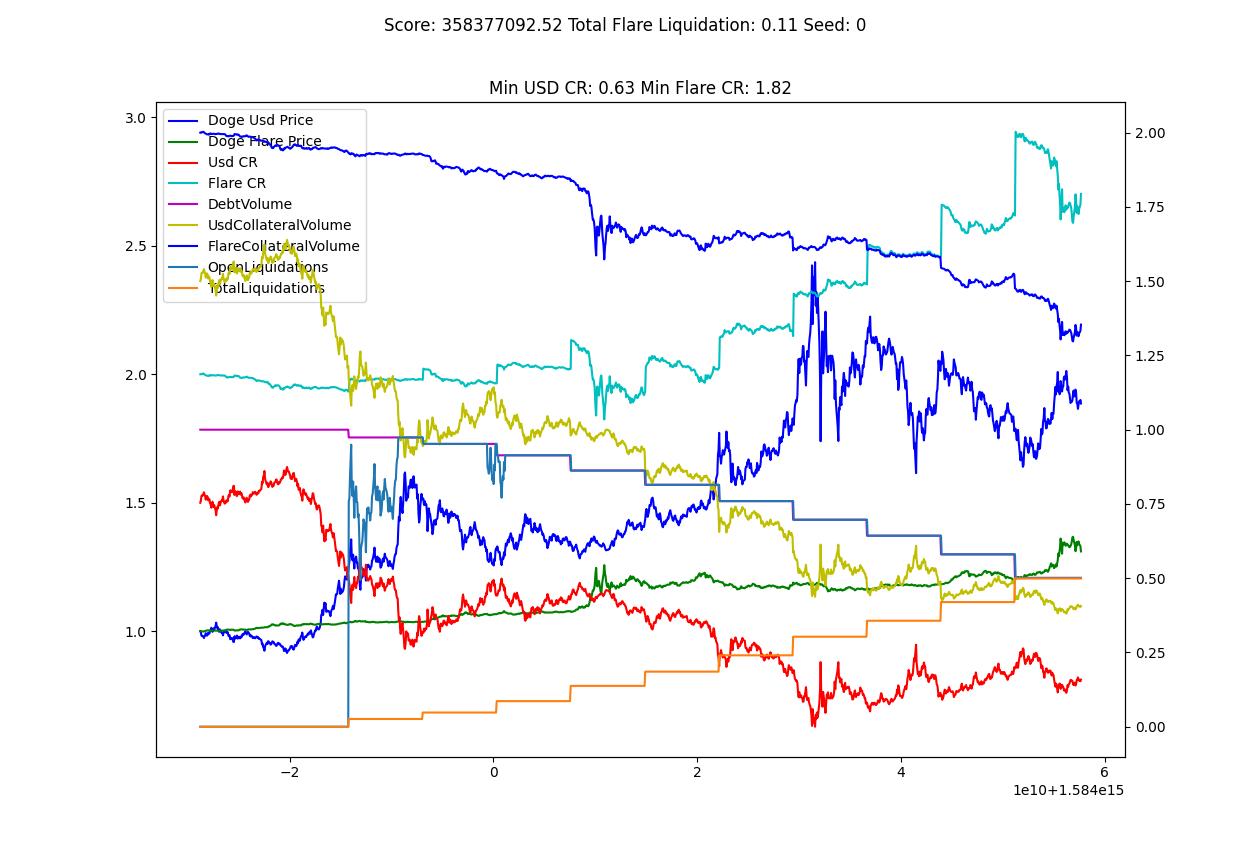 Score: 358377092.52 Total Flare Liquidation: 0.11 Seed: 0
Min USD CR: 0.63 Min Flare CR: 1.82
Doge Usd Price
Doge Flare Price
Usd CR
Flare CR
DebtVolume
UsdCollateralVolume
FlareCollateralVolume
OpenLiquidations
TotalLiquidations
3.0
2.5
2.0
1.5
1.0
2.00
1.75
1.50
1.25
1.00
0.75
0.50
0.25
0.00
−2
0
2
4
6
1e10+1.584e15